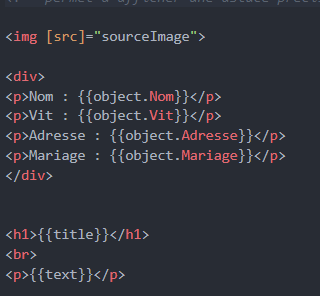 <img [src]="sourceImage">
<div>
<p>Nom : {{object.Nom}}</p>
<p>Vit : {{object.Vit}}</p>
<p>Adresse : {{object.Adresse}}</p>
<p>Mariage : {{object.Mariage}}</p>
</div>
<h1>{{title}}</h1>
<br>
<p>{{text}}</p>